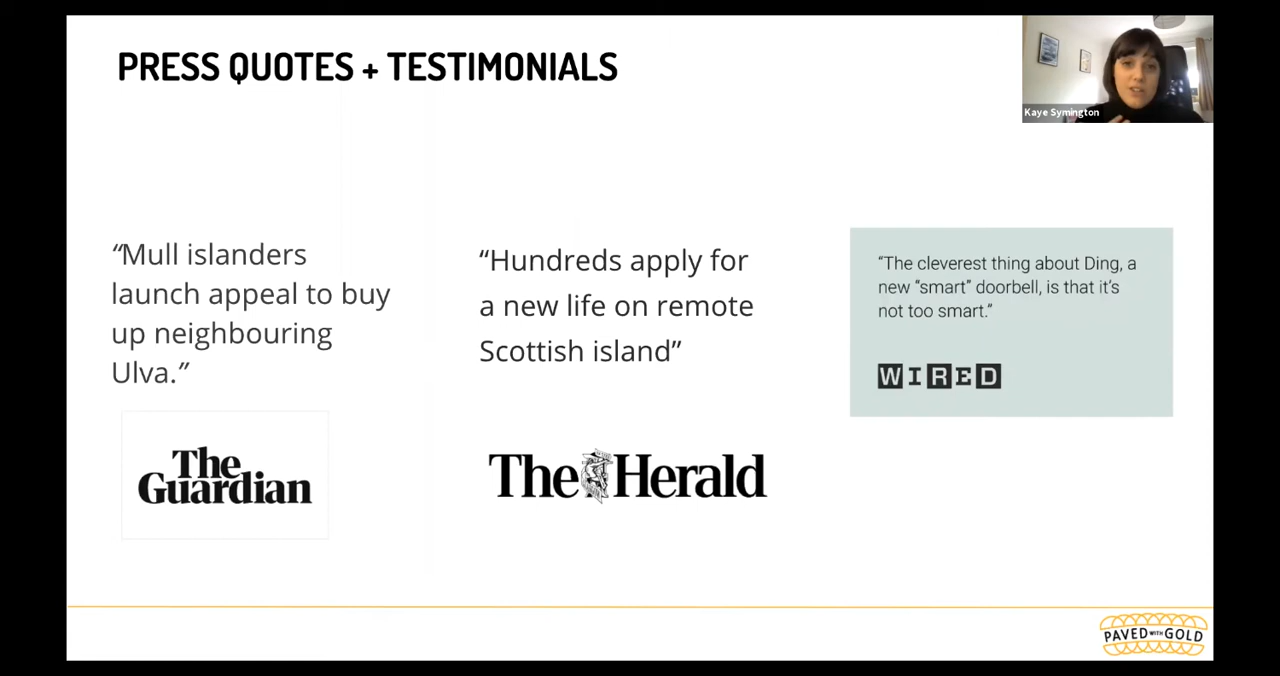 PRESS QUOTES + TESTIMONIALS
Kaye Symington
“Mull islanders
launch appeal to buy
up neighbouring
Ulva.”
The
Guardian
“Hundreds apply for
a new life on remote
Scottish island”
The Herald
“The cleverest thing about Ding, a
new “smart” doorbell, is that it’s
not too smart.”
WIRED
PAVED WITH GOLD